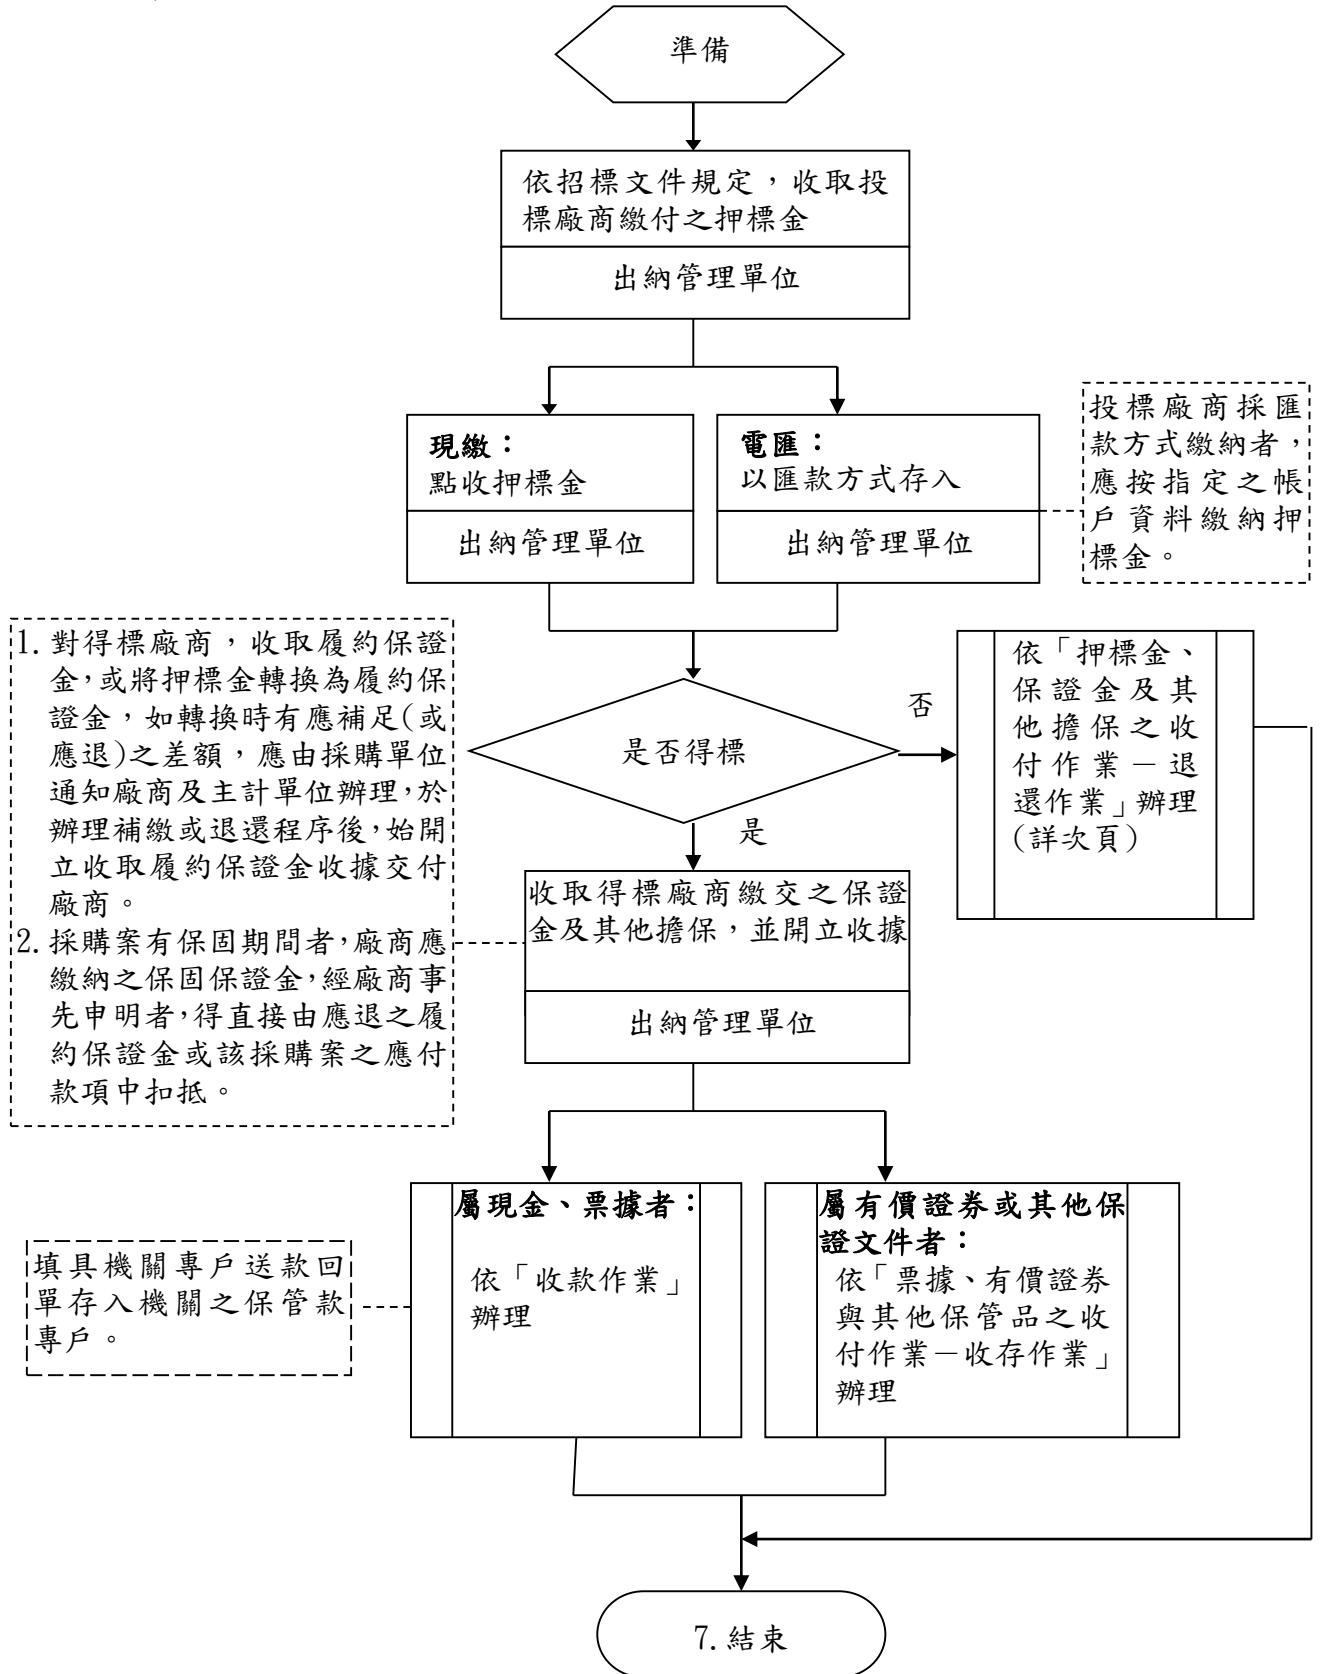 準備
依招標文件規定，收取投
標廠商繳付之押標金
出納管理單位
現繳：
點收押標金
出納管理單位
電匯：
以匯款方式存入
出納管理單位
投標廠商採匯
款方式繳納者，
應按指定之帳
戶資料繳納押
標金。
1.對得標廠商，收取履約保證
金，或將押標金轉換為履約保
證金，如轉換時有應補足(或
應退)之差額，應由採購單位
通知廠商及主計單位辦理，於
辦理補繳或退還程序後，始開
立收取履約保證金收據交付
廠商。
2.採購案有保固期間者，廠商應
繳納之保固保證金，經廠商事
先申明者，得直接由應退之履
約保證金或該採購案之應付
款項中扣抵。
是否得標
否
依「押標金、
保證金及其
他擔保之收
付作業－退
還作業」辦理
(詳次頁)
是
收取得標廠商繳交之保證
金及其他擔保，並開立收據
出納管理單位
填具機關專戶送款回
單存入機關之保管款
專戶。
屬現金、票據者：
依「收款作業」
辦理
屬有價證券或其他保
證文件者：
依「票據、有價證券
與其他保管品之收
付作業－收存作業」
辦理
7.結束